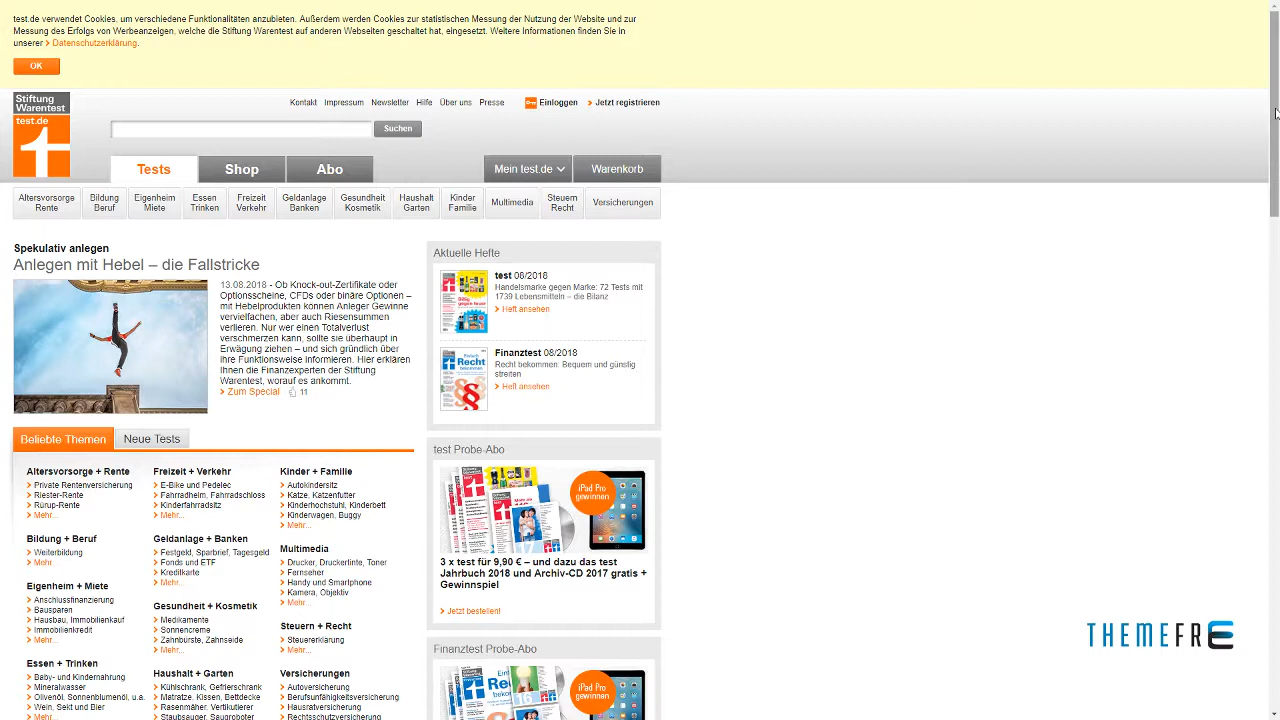 test.de verwendet Cookies, um verschiedene Funktionalitäten anzubieten. Außerdem werden Cookies zur statistischen Messung der Nutzung der Website und zur
Messung des Erfolgs von Werbeanzeigen, welche die Stiftung Warentest auf anderen Webseiten geschaltet hat, eingesetzt. Weitere Informationen finden Sie in
unserer Datenschutzerklärung.
OK
Stiftung
Warentest
test.de
Kontakt Impressum Newsletter Hilfe Über uns Presse Einloggen Jetzt registrieren
Suchen
Tests Shop Abo Mein test.de Warenkorb
Altersvorsorge
Rente
Bildung
Beruf
Eigenheim
Miete
Essen
Trinken
Freizeit
Verkehr
Geldanlage
Banken
Gesundheit
Kosmetik
Haushalt
Garten
Kinder
Familie
Multimedia
Steuern
Recht
Versicherungen
Spekulativ anlegen
Anlegen mit Hebel – die Fallstricke
13.08.2018 - Ob Knock-out-Zertifikate oder
Optionsscheine, CFDs oder binäre Optionen –
mit Hebelprodukten können Anleger Gewinne
vervielfachen, aber auch Riesensummen
verlieren. Nur wer einen Totalverlust
verschmerzen kann, sollte sie überhaupt in
Erwägung ziehen – und sich gründlich über
ihre Funktionsweise informieren. Hier erklären
Ihnen die Finanzexperten der Stiftung
Warentest, worauf es ankommt.
Zum Special 11
Beliebte Themen Neue Tests
Altersvorsorge + Rente
Private Rentenversicherung
Riester-Rente
Rürup-Rente
Mehr...
Bildung + Beruf
Weiterbildung
Mehr...
Eigenheim + Miete
Anschlussfinanzierung
Bausparen
Hausbau, Immobilienkauf
Immobilienkredit
Mehr...
Essen + Trinken
Baby- und Kindernahrung
Mineralwasser
Olivenöl, Sonnenblumenöl, u.a.
Wein, Sekt und Bier
Mehr...
Freizeit + Verkehr
E-Bike und Pedelec
Fahrradhelm, Fahrradschloss
Kinderfahrradsitz
Mehr...
Geldanlage + Banken
Festgeld, Sparbrief, Tagesgeld
Fonds und ETF
Kreditkarte
Mehr...
Gesundheit + Kosmetik
Medikamente
Sonnencreme
Zahnbürste, Zahnseide
Mehr...
Haushalt + Garten
Kühlschrank, Gefrierschrank
Matratze, Kissen, Bettdecke
Rasenmäher, Vertikutierer
Staubsauger, Saugroboter
Kinder + Familie
Autokindersitz
Katze, Katzenfutter
Kinderhochstuhl, Kinderbett
Kinderwagen, Buggy
Mehr...
Multimedia
Drucker, Druckertinte, Toner
Fernseher
Handy und Smartphone
Kamera, Objektiv
Mehr...
Steuern + Recht
Steuererklärung
Mehr...
Versicherungen
Autoversicherung
Berufsunfähigkeitsversicherung
Hausratversicherung
Rechtsschutzversicherung
Aktuelle Hefte
test 08/2018
Handelsmarke gegen Marke: 72 Tests mit
1739 Lebensmitteln – die Bilanz
Heft ansehen
Finanztest 08/2018
Recht bekommen: Bequem und günstig
streiten
Heft ansehen
Einfach
Recht
bekommen
test Probe-Abo
iPad Pro
gewinnen
3 x test für 9,90 € – und dazu das test
Jahrbuch 2018 und Archiv-CD 2017 gratis +
Gewinnspiel
Jetzt bestellen!
Finanztest Probe-Abo
iPad Pro
gewinnen
THEMEFRE